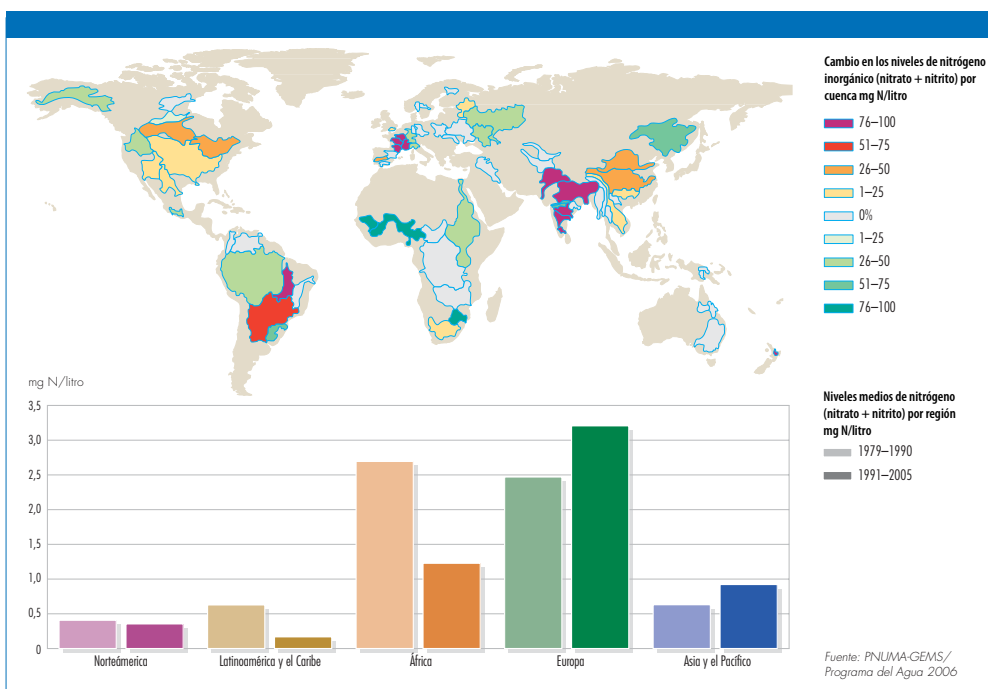 Cambio en los niveles de nitrógeno
inorgánico (nitrato + nitrito) por
cuenca mg N/litro
76–100
51–75
26–50
1–25
0%
1–25
26–50
51–75
76–100
mg N/litro
3,5
3,0
2,5
2,0
1,5
1,0
0,5
0
Norteámerica
Latinoamérica y el Caribe
África
Europa
Asia y el Pacífico
Niveles medios de nitrógeno
(nitrato + nitrito) por región
mg N/litro
1979–1990
1991–2005
Fuente: PNUMA-GEMS/
Programa del Agua 2006